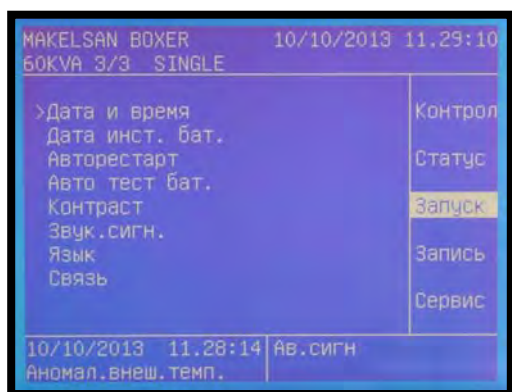 MAKELSAN BOXER 10/10/2013 11.29:10
60KVA 3/3 SINGLE
>Дата и время
Дата инст. бат.
Авторестарт
Авто тест бат.
Контраст
Звук.сигн.
Язык
Связь
Контрол
Статус
Запуск
Запись
Сервис
10/10/2013 11.28:14 Ав.сигн
Аномал.внеш.темп.